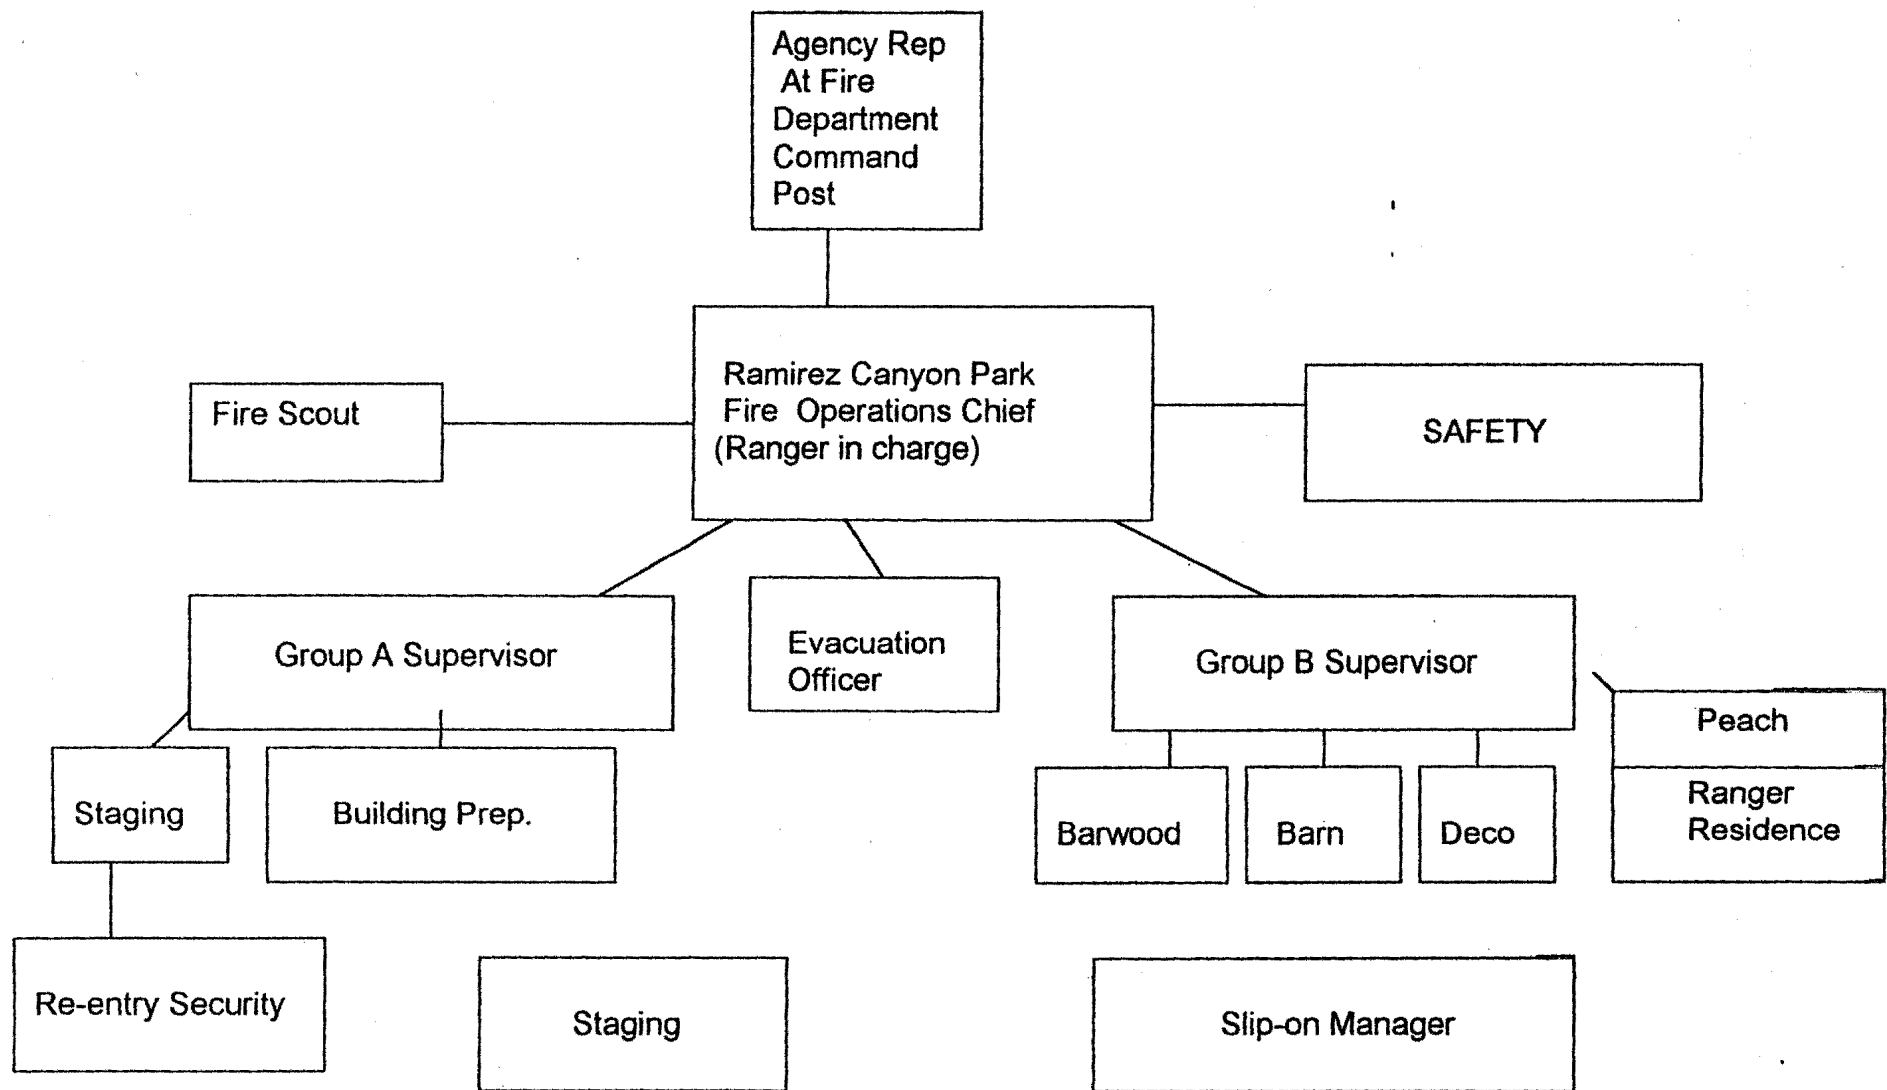 Agency Rep
At Fire
Department
Command
Post
Ramirez Canyon Park
Fire Operations Chief
(Ranger in charge)
Fire Scout
SAFETY
Group A Supervisor
Evacuation
Officer
Group B Supervisor
Peach
Ranger
Residence
Staging
Building Prep.
Barwood
Barn
Deco
Re-entry Security
Staging
Slip-on Manager